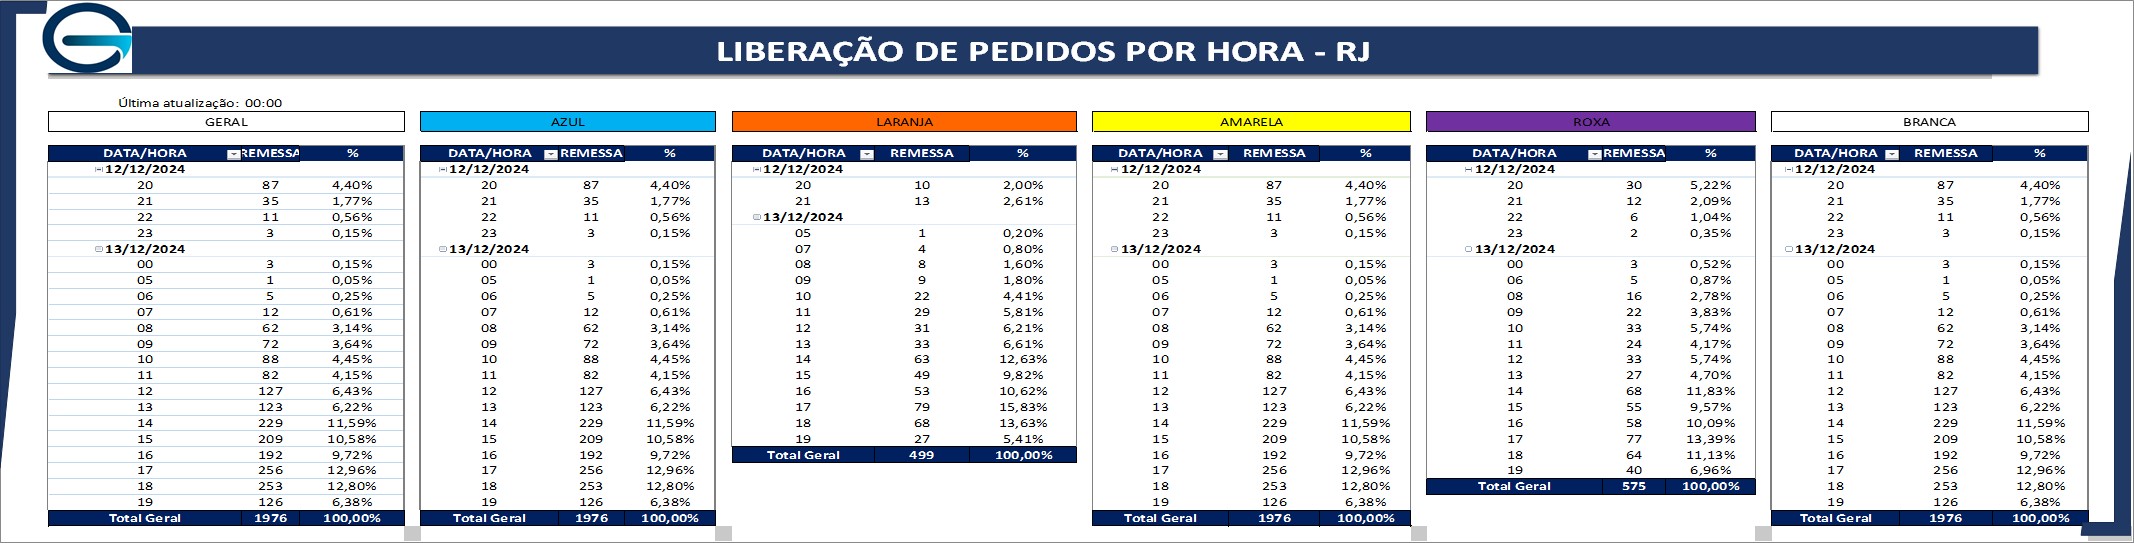 LIBERAÇÃO DE PEDIDOS POR HORA - RJ
Última atualização: 00:00
GERAL
DATA/HORA REMESSA %
12/12/2024
20 87 4,40%
21 35 1,77%
22 11 0,56%
23 3 0,15%
13/12/2024
00 3 0,15%
05 1 0,05%
06 5 0,25%
07 12 0,61%
08 62 3,14%
09 72 3,64%
10 88 4,45%
11 82 4,15%
12 127 6,43%
13 123 6,22%
14 229 11,59%
15 209 10,58%
16 192 9,72%
17 256 12,96%
18 253 12,80%
19 126 6,38%
Total Geral 1976 100,00%
AZUL
DATA/HORA REMESSA %
12/12/2024
20 87 4,40%
21 35 1,77%
22 11 0,56%
23 3 0,15%
13/12/2024
00 3 0,15%
05 1 0,05%
06 5 0,25%
07 12 0,61%
08 62 3,14%
09 72 3,64%
10 88 4,45%
11 82 4,15%
12 127 6,43%
13 123 6,22%
14 229 11,59%
15 209 10,58%
16 192 9,72%
17 256 12,96%
18 253 12,80%
19 126 6,38%
Total Geral 1976 100,00%
LARANJA
DATA/HORA REMESSA %
12/12/2024
20 10 2,00%
21 13 2,61%
13/12/2024
05 1 0,20%
07 4 0,80%
08 8 1,60%
09 9 1,80%
10 22 4,41%
11 29 5,81%
12 31 6,21%
13 33 6,61%
14 63 12,63%
15 49 9,82%
16 53 10,62%
17 79 15,83%
18 68 13,63%
19 27 5,41%
Total Geral 499 100,00%
AMARELA
DATA/HORA REMESSA %
12/12/2024
20 87 4,40%
21 35 1,77%
22 11 0,56%
23 3 0,15%
13/12/2024
00 3 0,15%
05 1 0,05%
06 5 0,25%
07 12 0,61%
08 62 3,14%
09 72 3,64%
10 88 4,45%
11 82 4,15%
12 127 6,43%
13 123 6,22%
14 229 11,59%
15 209 10,58%
16 192 9,72%
17 256 12,96%
18 253 12,80%
19 126 6,38%
Total Geral 1976 100,00%
ROXA
DATA/HORA REMESSA %
12/12/2024
20 30 5,22%
21 12 2,09%
22 6 1,04%
23 2 0,35%
13/12/2024
00 3 0,52%
06 5 0,87%
08 16 2,78%
09 22 3,83%
10 33 5,74%
11 24 4,17%
12 33 5,74%
13 27 4,70%
14 68 11,83%
15 55 9,57%
16 58 10,09%
17 77 13,39%
18 64 11,13%
19 40 6,96%
Total Geral 575 100,00%
BRANCA
DATA/HORA REMESSA %
12/12/2024
20 87 4,40%
21 35 1,77%
22 11 0,56%
23 3 0,15%
13/12/2024
00 3 0,15%
05 1 0,05%
06 5 0,25%
07 12 0,61%
08 62 3,14%
09 72 3,64%
10 88 4,45%
11 82 4,15%
12 127 6,43%
13 123 6,22%
14 229 11,59%
15 209 10,58%
16 192 9,72%
17 256 12,96%
18 253 12,80%
19 126 6,38%
Total Geral 1976 100,00%